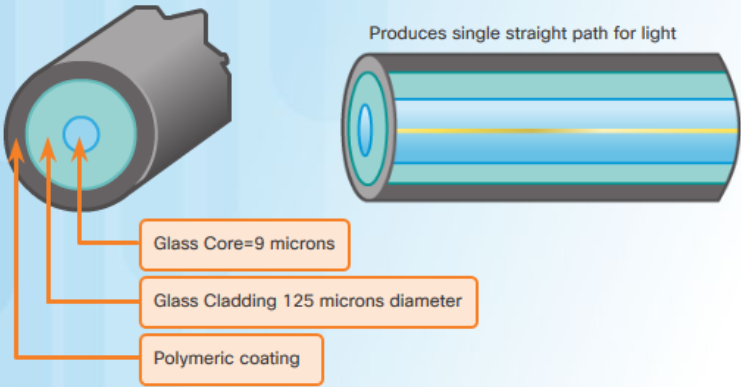 Produces single straight path for light
Glass Core=9 microns
Glass Cladding 125 microns diameter
Polymeric coating